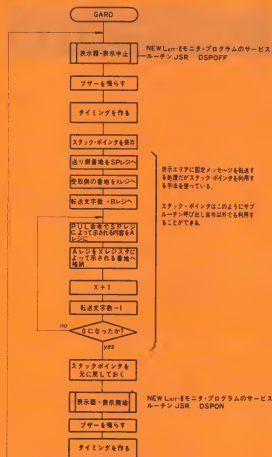 GARD
表示器・表示中止
NEW LKIT-8モニタ・プログラムのサービス
ルーチン JSR DSPOFF
ブザーを鳴らす
タイミングを作る
スタック・ポインタを保存
送り側番地をSPレジへ
受取側の番地をXレジへ
転送文字数→Bレジへ
表示エリアに固定メッセージを転送する
る処理だがスタック・ポインタを利用す
る手法を使っている。
スタック・ポインタはこのようにサブ
ルーチン呼び出し命令以外でも利用す
ることができる。
PUL命令でSPレジ
によって示される内容をA
レジに
AレジをXレジスタに
よって示される番地へ
格納
X+1
転送文字数-1
no
0になったか?
yes
スタックポインタを
元に戻しておく
表示器・表示開始
NEW LKIT-8モニタ・プログラムのサービス
ルーチン JSR DSPON
ブザーを鳴らす
タイミングを作る